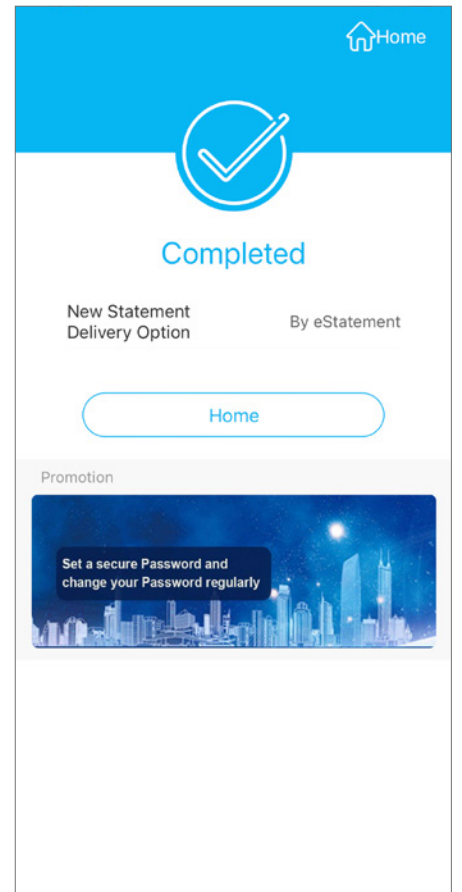 Home
Completed
New Statement
Delivery Option
By eStatement
Home
Promotion
Set a secure Password and
change your Password regularly